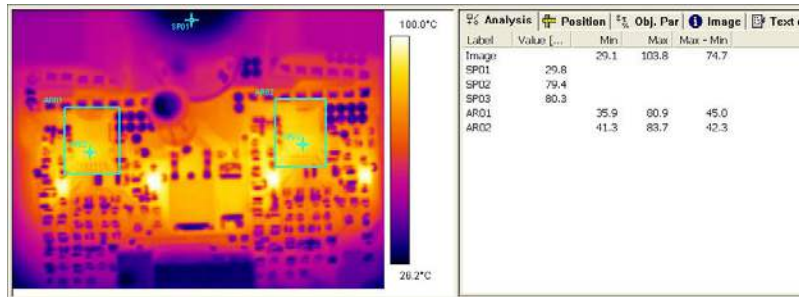 SP01
100.0°C
AR01
AR02
28.2°C
Analysis Position Obj. Par Image Text
Label Value [... Min Max Max - Min
Image 29.1 103.8 74.7
SP01 29.8
SP02 79.4
SP03 80.3
AR01 35.9 80.9 45.0
AR02 41.3 83.7 42.3